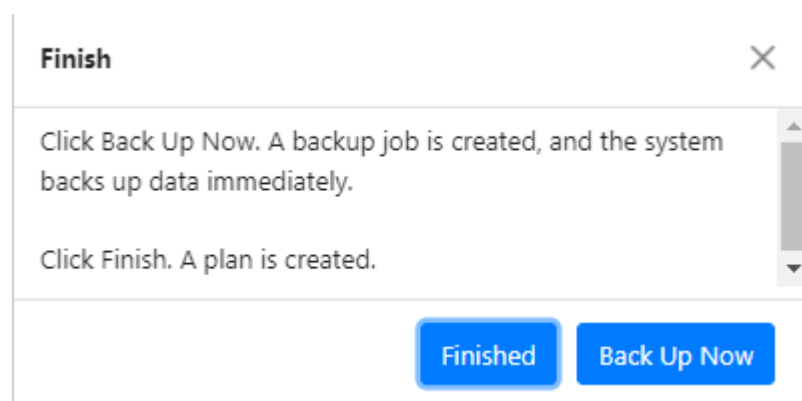 Finish
Click Back Up Now. A backup job is created, and the system
backs up data immediately.
Click Finish. A plan is created.
Finished
Back Up Now